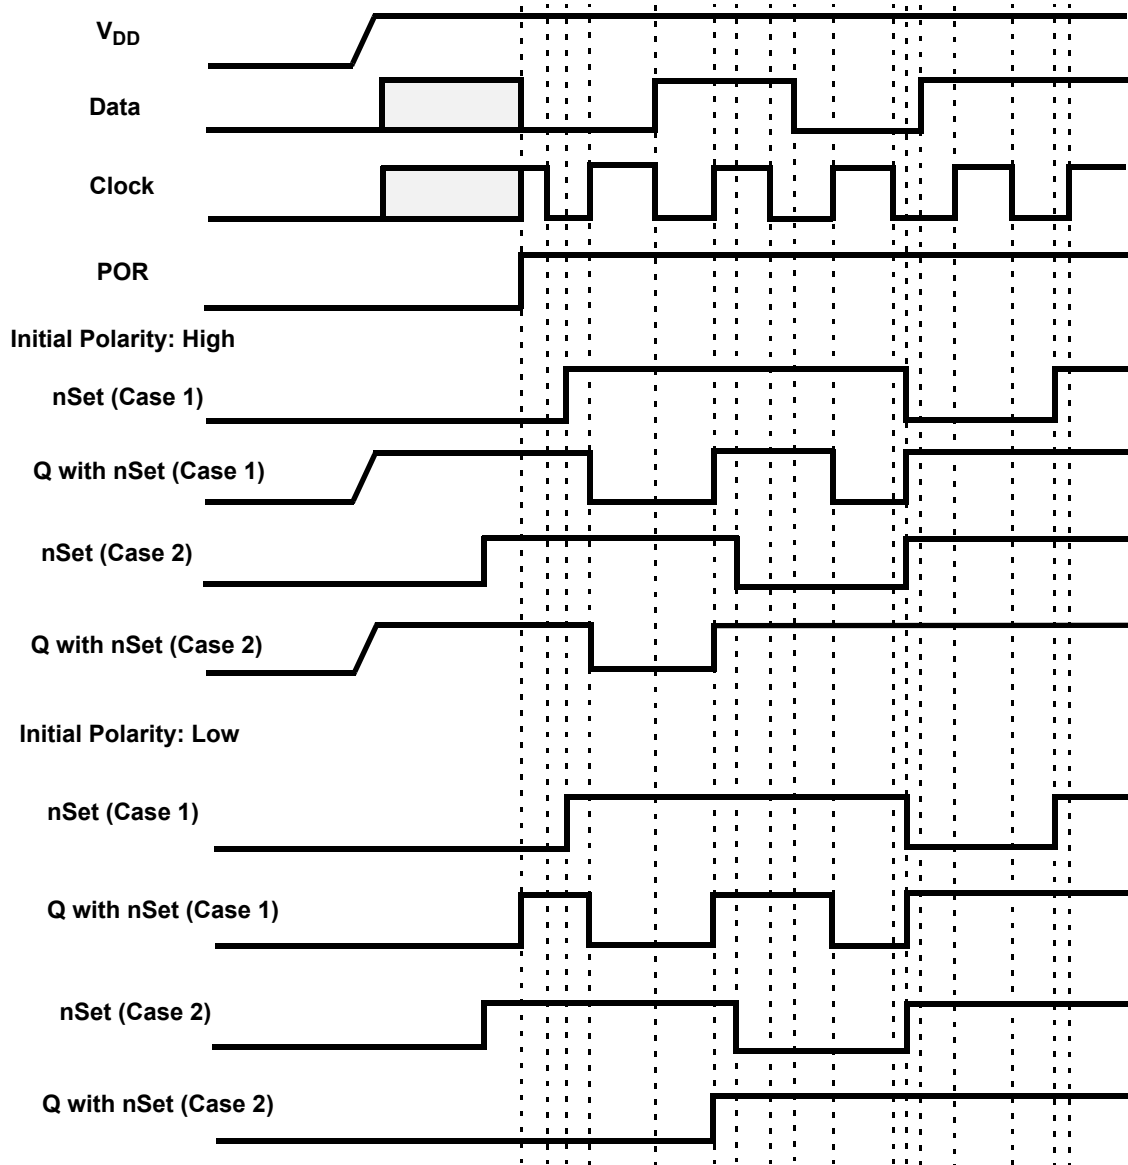 VDD
Data
Clock
POR
Initial Polarity: High
nSet (Case 1)
Q with nSet (Case 1)
nSet (Case 2)
Q with nSet (Case 2)
Initial Polarity: Low
nSet (Case 1)
Q with nSet (Case 1)
nSet (Case 2)
Q with nSet (Case 2)